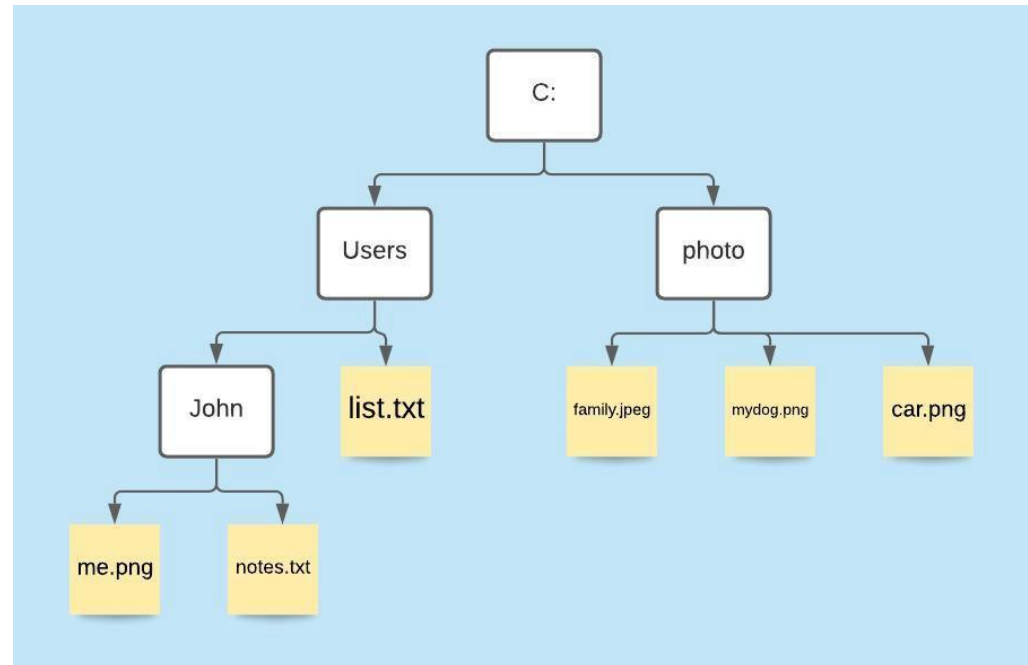 C:
Users
photo
John
list.txt
family.jpeg
mydog.png
car.png
me.png
notes.txt